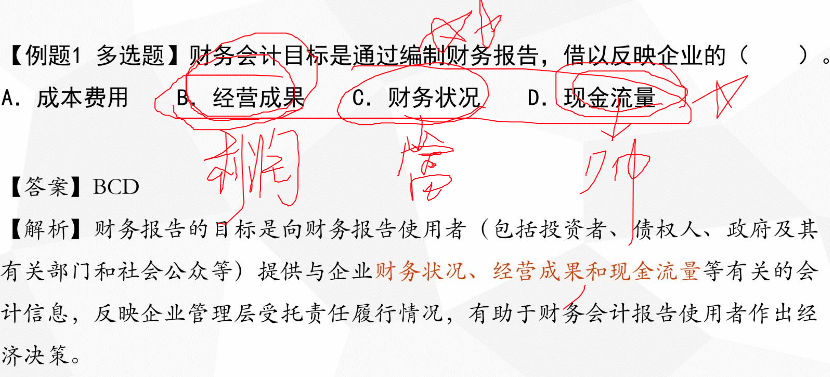 【例题1 多选题】财务会计目标是通过编制财务报告，借以反映企业的（  ）。
A. 成本费用 B. 经营成果 C. 财务状况 D. 现金流量
【答案】BCD
【解析】财务报告的目标是向财务报告使用者（包括投资者、债权人、政府及其
有关部门和社会公众等）提供与企业财务状况、经营成果和现金流量等有关的会
计信息，反映企业管理层受托责任履行情况，有助于财务会计报告使用者作出经
济决策。